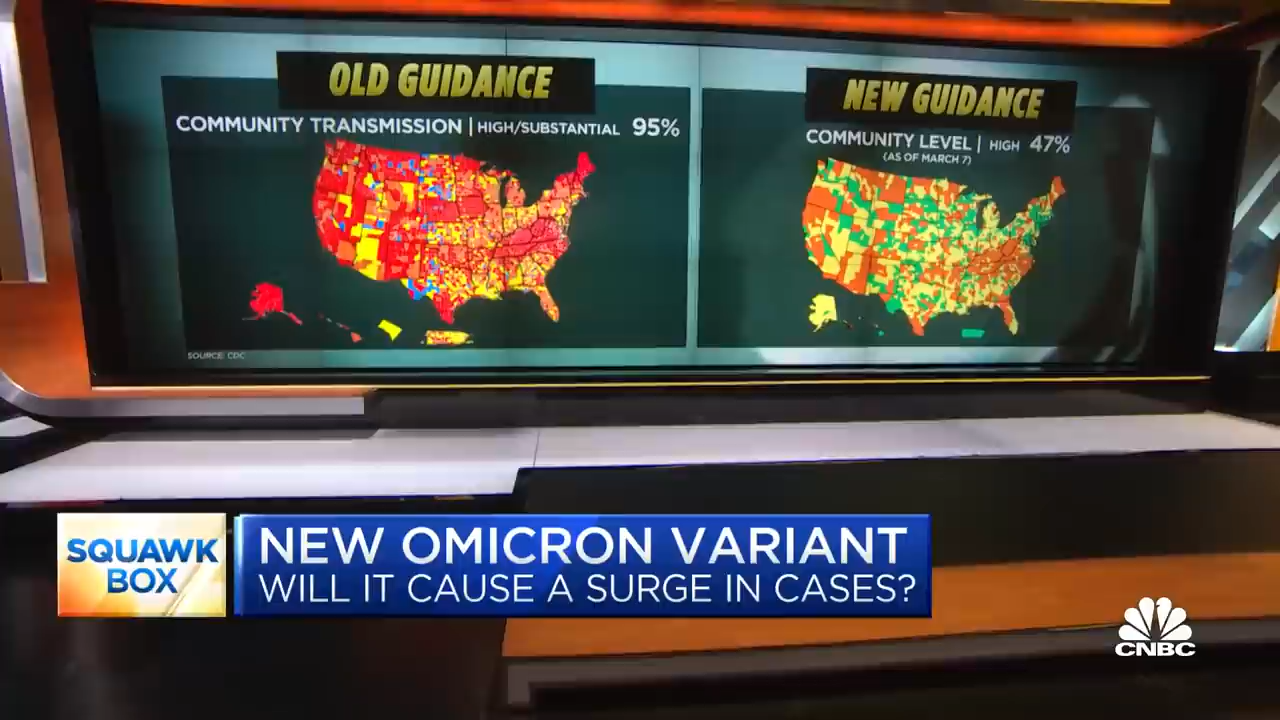 OLD GUIDANCE
COMMUNITY TRANSMISSION | HIGH/SUBSTANTIAL 95%
SOURCE: CDC
NEW GUIDANCE
COMMUNITY LEVEL | HIGH 47%
(AS OF MARCH 7)
SQUAWK
BOX
NEW OMICRON VARIANT
WILL IT CAUSE A SURGE IN CASES?
CNBC